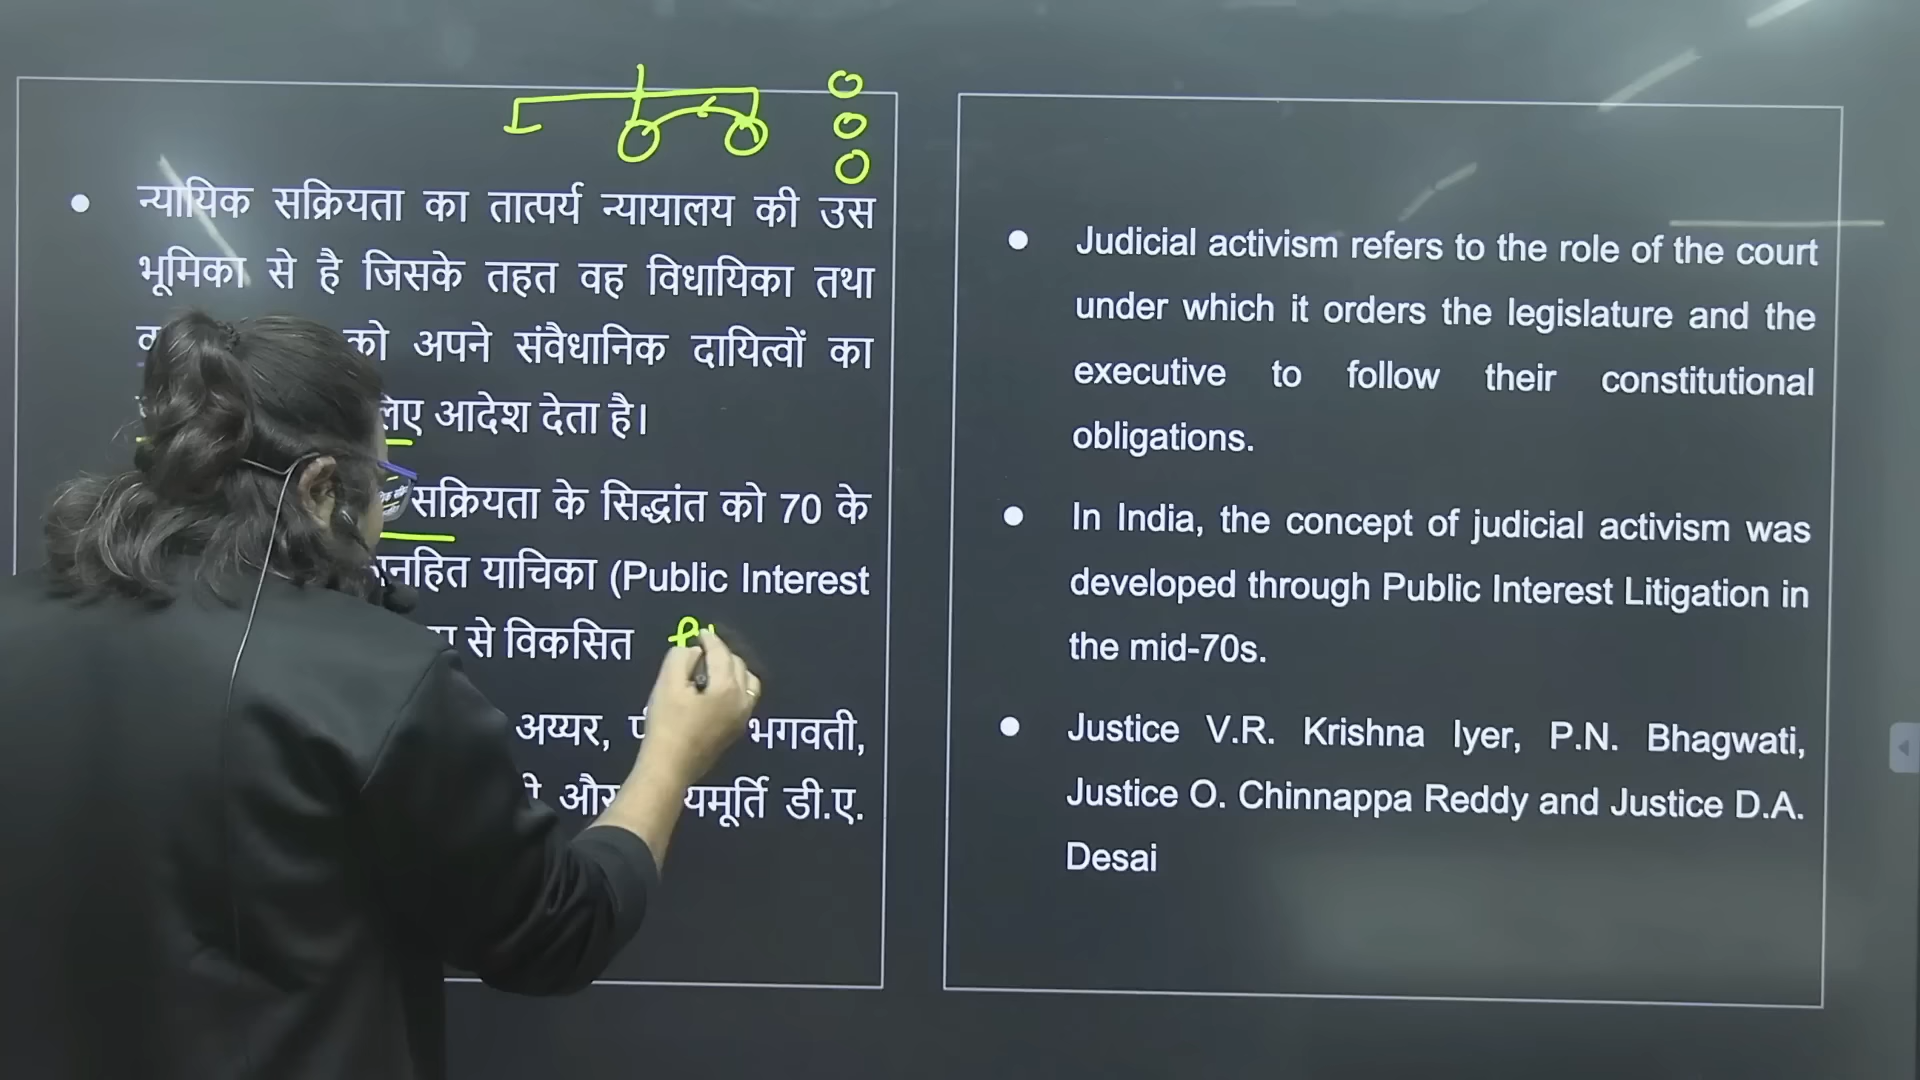 न्यायिक सक्रियता का तात्पर्य न्यायालय की उस
भूमिका से है जिसके तहत वह विधायिका तथा
को अपने संवैधानिक दायित्वों का
लिए आदेश देता है।
सक्रियता के सिद्धांत को 70 के
याचिका (Public Interest
से विकसित
अय्यर, भगवती,
डी.ए.
Judicial activism refers to the role of the court
under which it orders the legislature and the
executive to follow their constitutional
obligations.
In India, the concept of judicial activism was
developed through Public Interest Litigation in
the mid-70s.
Justice V.R. Krishna Iyer, P.N. Bhagwati,
Justice O. Chinnappa Reddy and Justice D.A.
Desai